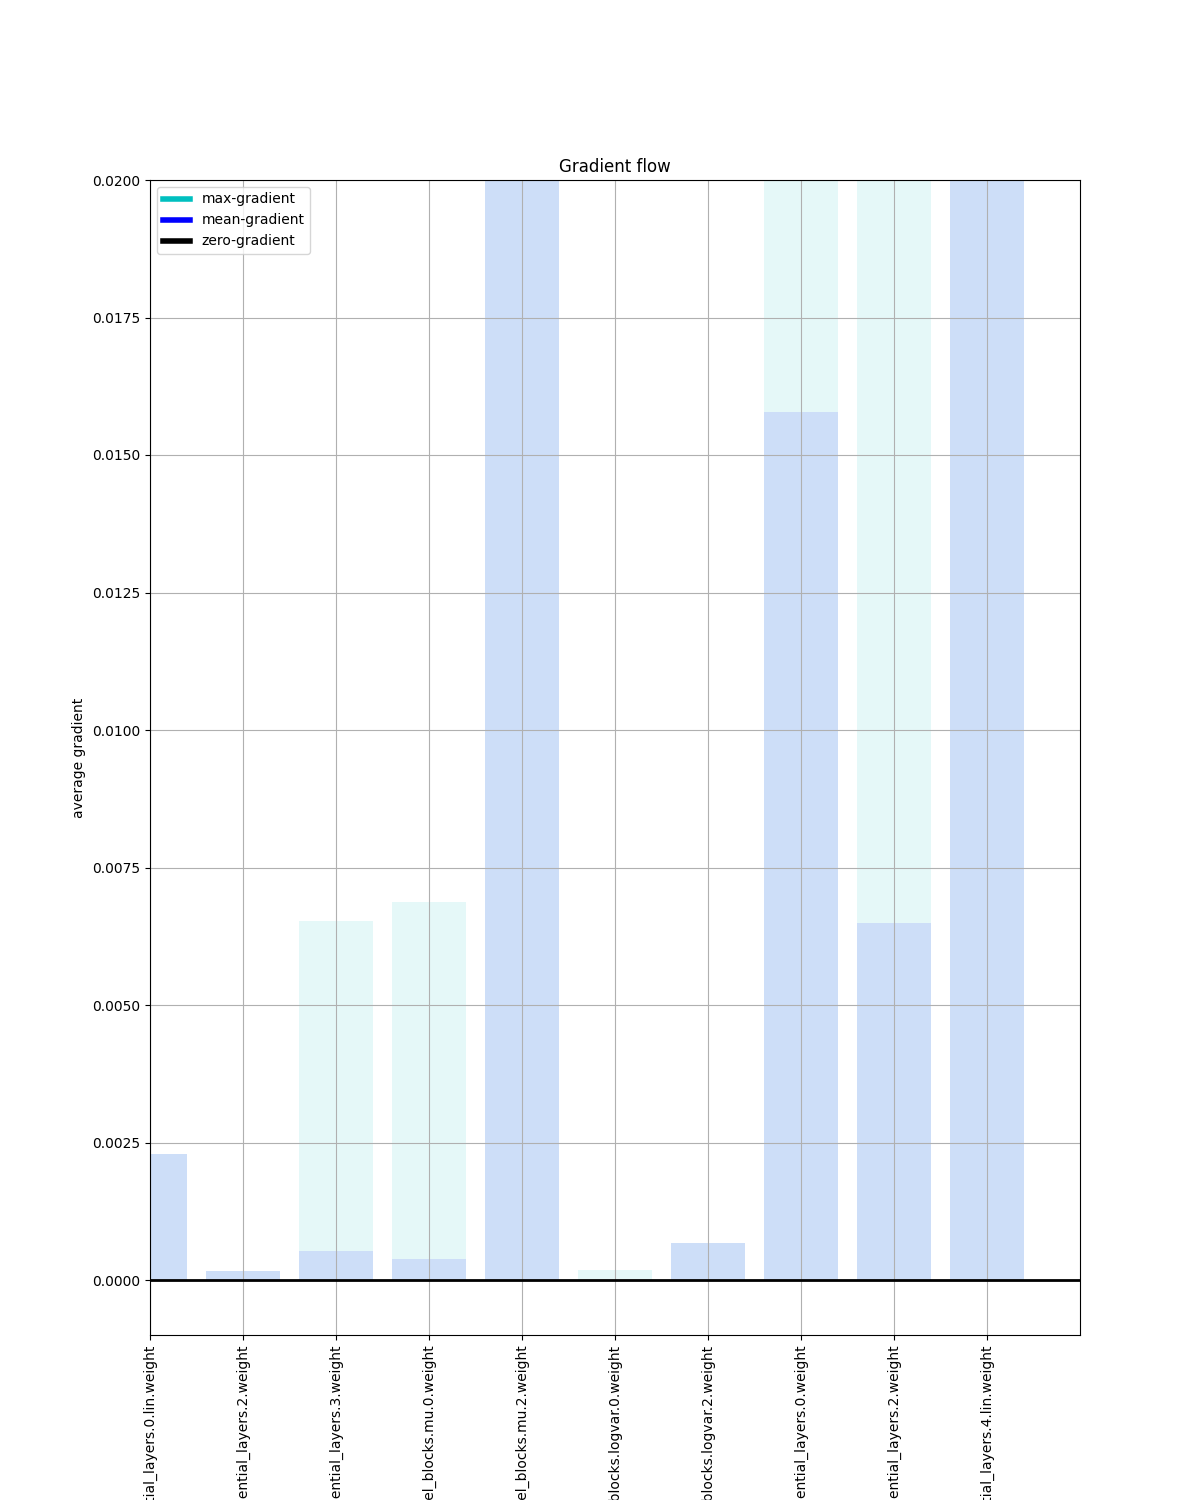 Gradient flow
max-gradient
mean-gradient
zero-gradient
0.0200
0.0175
0.0150
0.0125
0.0100
0.0075
0.0050
0.0025
0.0000
average gradient
tial_layers.0.lin.weight
ential_layers.2.weight
ential_layers.3.weight
el_blocks.mu.0.weight
el_blocks.mu.2.weight
blocks.logvar.0.weight
blocks.logvar.2.weight
ential_layers.0.weight
ential_layers.2.weight
tial_layers.4.lin.weight